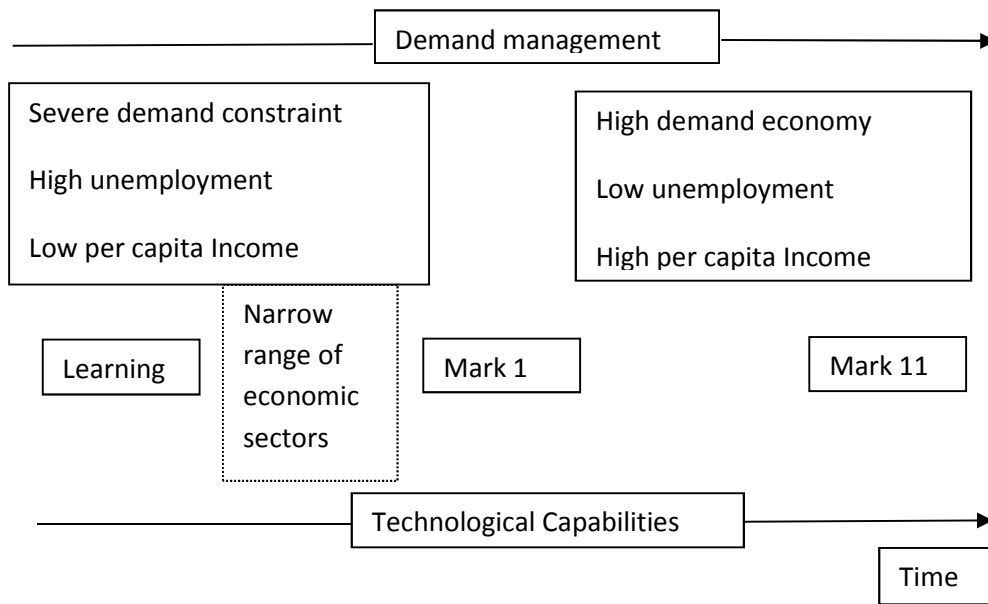 Demand management
Severe demand constraint
High unemployment
Low per capita Income
High demand economy
Low unemployment
High per capita Income
Learning
Narrow
range of
economic
sectors
Mark 1
Mark 11
Technological Capabilities
Time